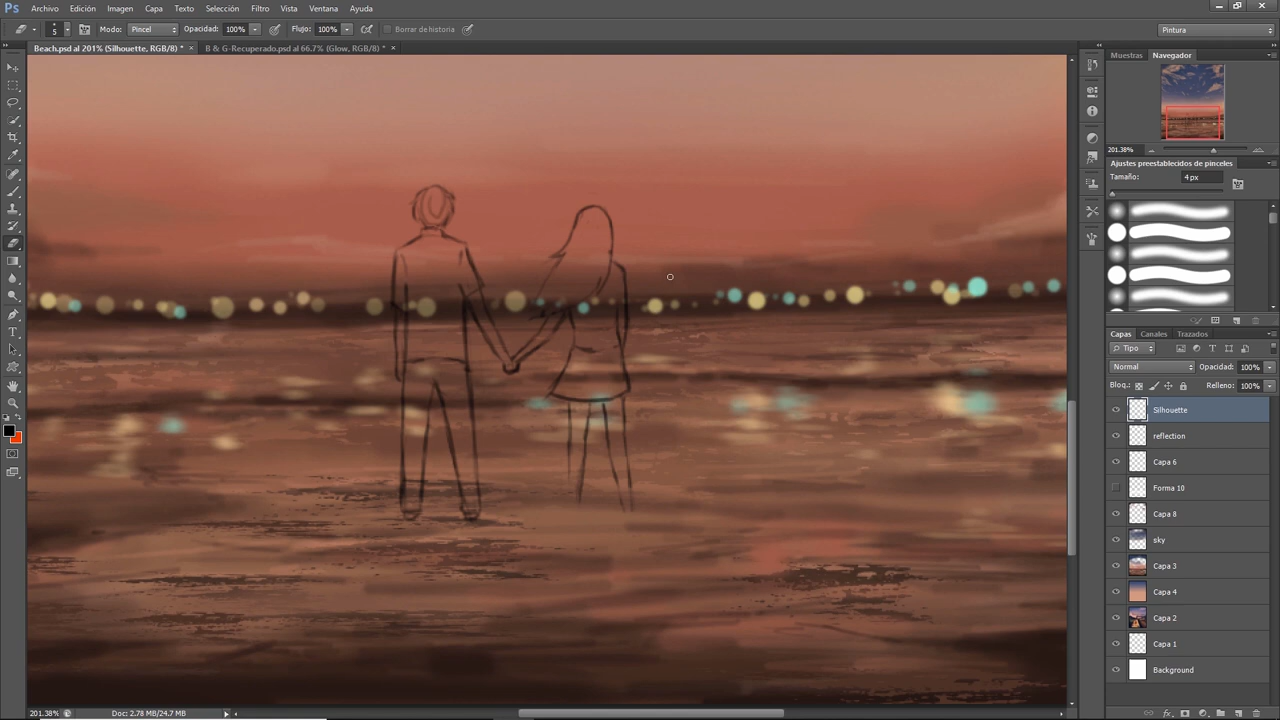 Ps Archivo Edición Imagen Capa Texto Selección Filtro Vista Ventana Ayuda
5 Modo: Pincel Opacidad: 100% Flujo: 100% Borrar de historia Pintura
Beach.psd al 201% (Silhouette, RGB/8) * × B & G-Recuperado.psd al 66.7% (Glow, RGB/8) * ×
Muestras Navegador
201.38%
Ajustes preestablecidos de pinceles
Tamaño: 4 px
Capas Canales Trazados
Tipo
Normal Opacidad: 100%
Bloq.: Relleno: 100%
Silhouette
reflection
Capa 6
Forma 10
Capa 8
sky
Capa 3
Capa 4
Capa 2
Capa 1
Background
201.38% Doc: 2.78 MB/24.7 MB
fx